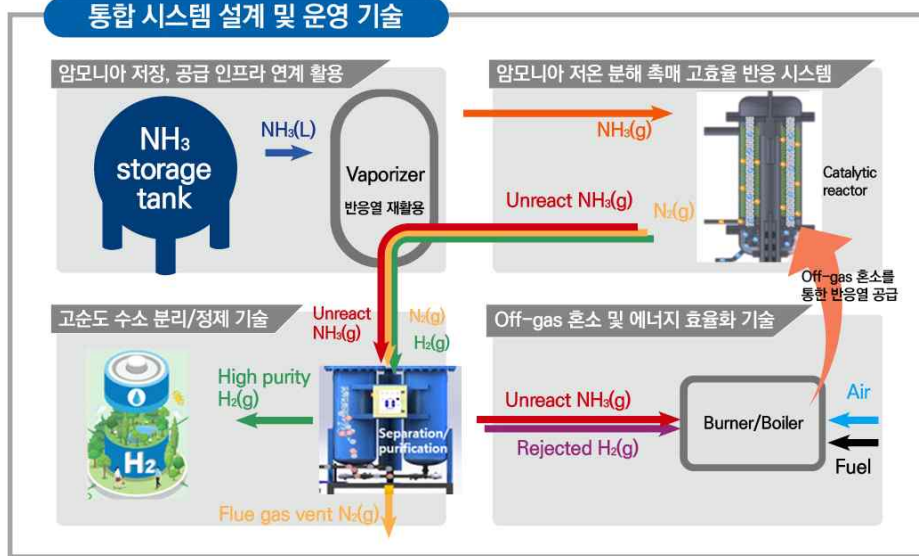 통합 시스템 설계 및 운영 기술
암모니아 저장, 공급 인프라 연계 활용
NH₃
storage
tank
NH₃(L)
Vaporizer
반응열 재활용
암모니아 저온 분해 촉매 고효율 반응 시스템
NH₃(g)
Catalytic
reactor
Unreact NH₃(g)
N₂(g)
Off-gas 혼소를
통한 반응열 공급
고순도 수소 분리/정제 기술
Unreact
NH₃(g)
N₂(g)
H₂(g)
High purity
H₂(g)
H₂
Separation/
purification
Flue gas vent N₂(g)
Off-gas 혼소 및 에너지 효율화 기술
Unreact NH₃(g)
Rejected H₂(g)
Burner/Boiler
Air
Fuel